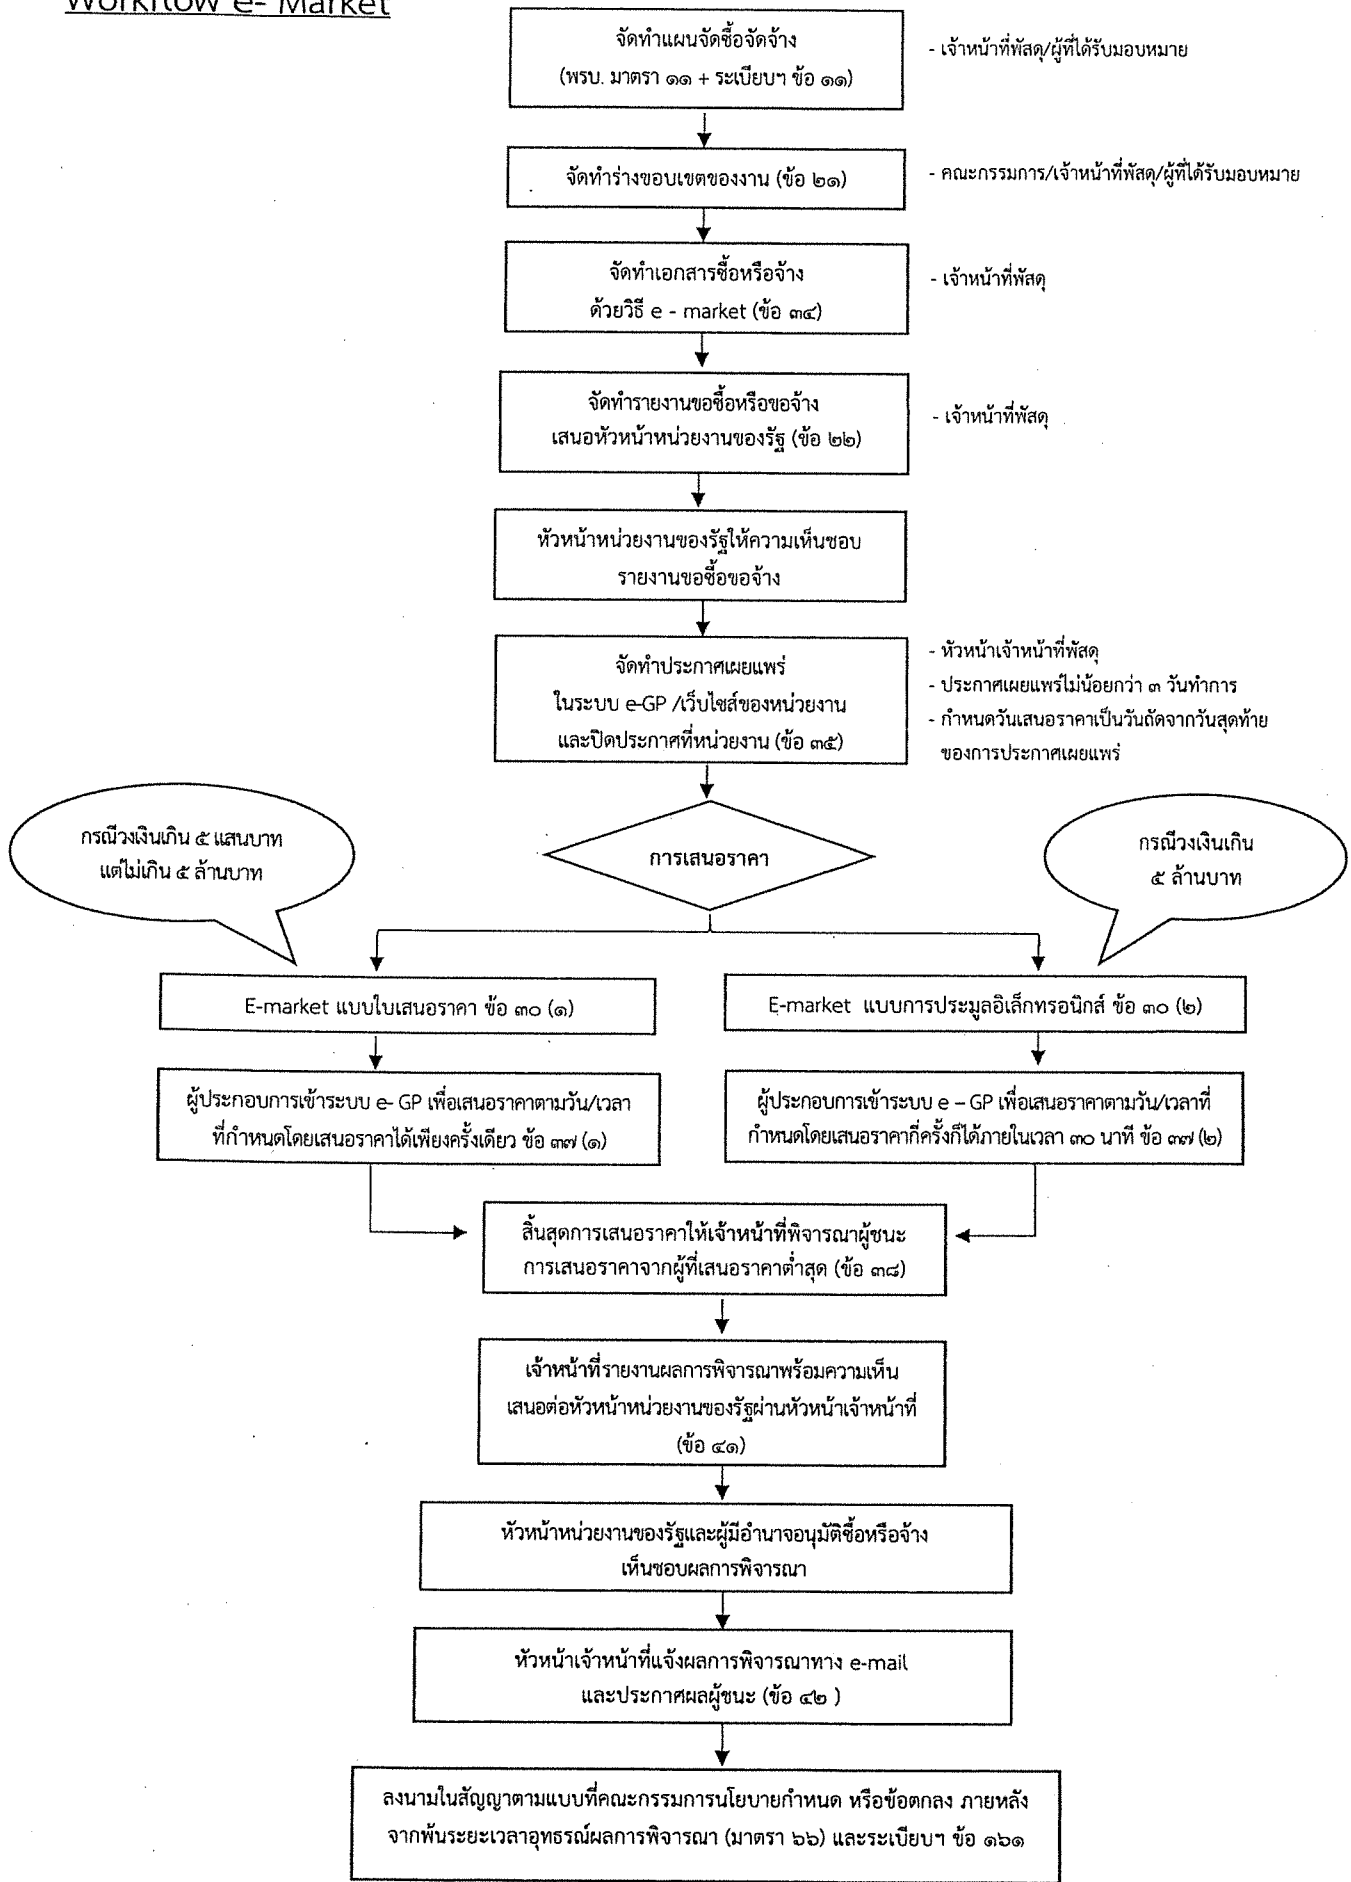 Workflow e- Market
จัดทำแผนจัดซื้อจัดจ้าง
(พรบ. มาตรา ๑๑ + ระเบียบฯ ข้อ ๑๑)
- เจ้าหน้าที่พัสดุ/ผู้ที่ได้รับมอบหมาย
จัดทำร่างขอบเขตของงาน (ข้อ ๒๑)
- คณะกรรมการ/เจ้าหน้าที่พัสดุ/ผู้ที่ได้รับมอบหมาย
จัดทำเอกสารซื้อหรือจ้าง
ด้วยวิธี e - market (ข้อ ๓๔)
- เจ้าหน้าที่พัสดุ
จัดทำรายงานขอซื้อหรือขอจ้าง
เสนอหัวหน้าหน่วยงานของรัฐ (ข้อ ๒๒)
- เจ้าหน้าที่พัสดุ
หัวหน้าหน่วยงานของรัฐให้ความเห็นชอบ
รายงานขอซื้อขอจ้าง
จัดทำประกาศเผยแพร่
ในระบบ e-GP /เว็บไซส์ของหน่วยงาน
และปิดประกาศที่หน่วยงาน (ข้อ ๓๕)
- หัวหน้าเจ้าหน้าที่พัสดุ
- ประกาศเผยแพร่ไม่น้อยกว่า ๓ วันทำการ
- กำหนดวันเสนอราคาเป็นวันถัดจากวันสุดท้าย
ของการประกาศเผยแพร่
กรณีวงเงินเกิน ๕ แสนบาท
แต่ไม่เกิน ๕ ล้านบาท
การเสนอราคา
กรณีวงเงินเกิน
๕ ล้านบาท
E-market แบบใบเสนอราคา ข้อ ๓๐ (๑)
E-market แบบการประมูลอิเล็กทรอนิกส์ ข้อ ๓๐ (๒)
ผู้ประกอบการเข้าระบบ e- GP เพื่อเสนอราคาตามวัน/เวลา
ที่กำหนดโดยเสนอราคาได้เพียงครั้งเดียว ข้อ ๓๗ (๑)
ผู้ประกอบการเข้าระบบ e – GP เพื่อเสนอราคาตามวัน/เวลาที่
กำหนดโดยเสนอราคากี่ครั้งก็ได้ภายในเวลา ๓๐ นาที ข้อ ๓๗ (๒)
สิ้นสุดการเสนอราคาให้เจ้าหน้าที่พิจารณาผู้ชนะ
การเสนอราคาจากผู้ที่เสนอราคาต่ำสุด (ข้อ ๓๘)
เจ้าหน้าที่รายงานผลการพิจารณาพร้อมความเห็น
เสนอต่อหัวหน้าหน่วยงานของรัฐผ่านหัวหน้าเจ้าหน้าที่
(ข้อ ๔๑)
หัวหน้าหน่วยงานของรัฐและผู้มีอำนาจอนุมัติซื้อหรือจ้าง
เห็นชอบผลการพิจารณา
หัวหน้าเจ้าหน้าที่แจ้งผลการพิจารณาทาง e-mail
และประกาศผลผู้ชนะ (ข้อ ๔๒ )
ลงนามในสัญญาตามแบบที่คณะกรรมการนโยบายกำหนด หรือข้อตกลง ภายหลัง
จากพ้นระยะเวลาอุทธรณ์ผลการพิจารณา (มาตรา ๖๖) และระเบียบฯ ข้อ ๑๖๑